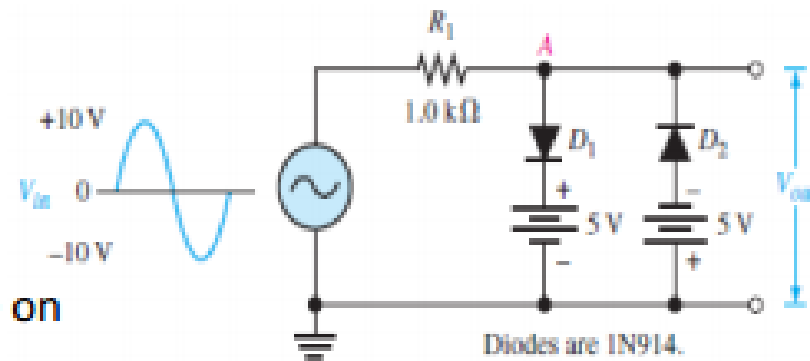 R1
A
+10 V
1.0 kΩ
D1
D2
Vin 0
+
–
5 V
5 V
Vout
–10 V
–
+
on
Diodes are 1N914.